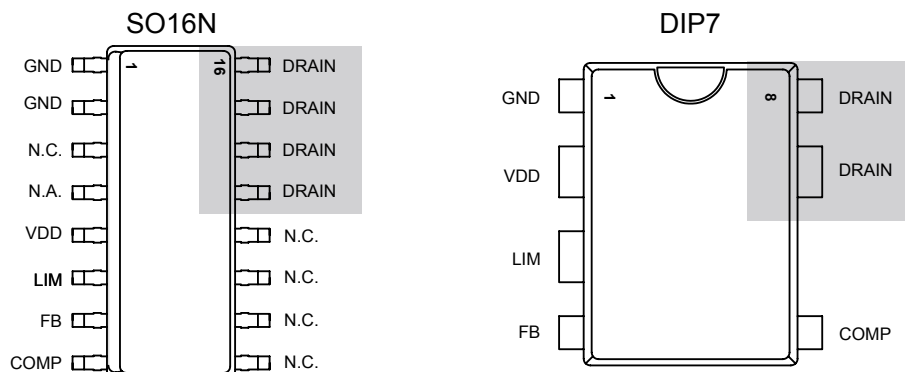 SO16N
GND 1 16 DRAIN
GND DRAIN
N.C. DRAIN
N.A. DRAIN
VDD N.C.
LIM N.C.
FB N.C.
COMP N.C.
DIP7
GND 1 8 DRAIN
VDD DRAIN
LIM
FB COMP